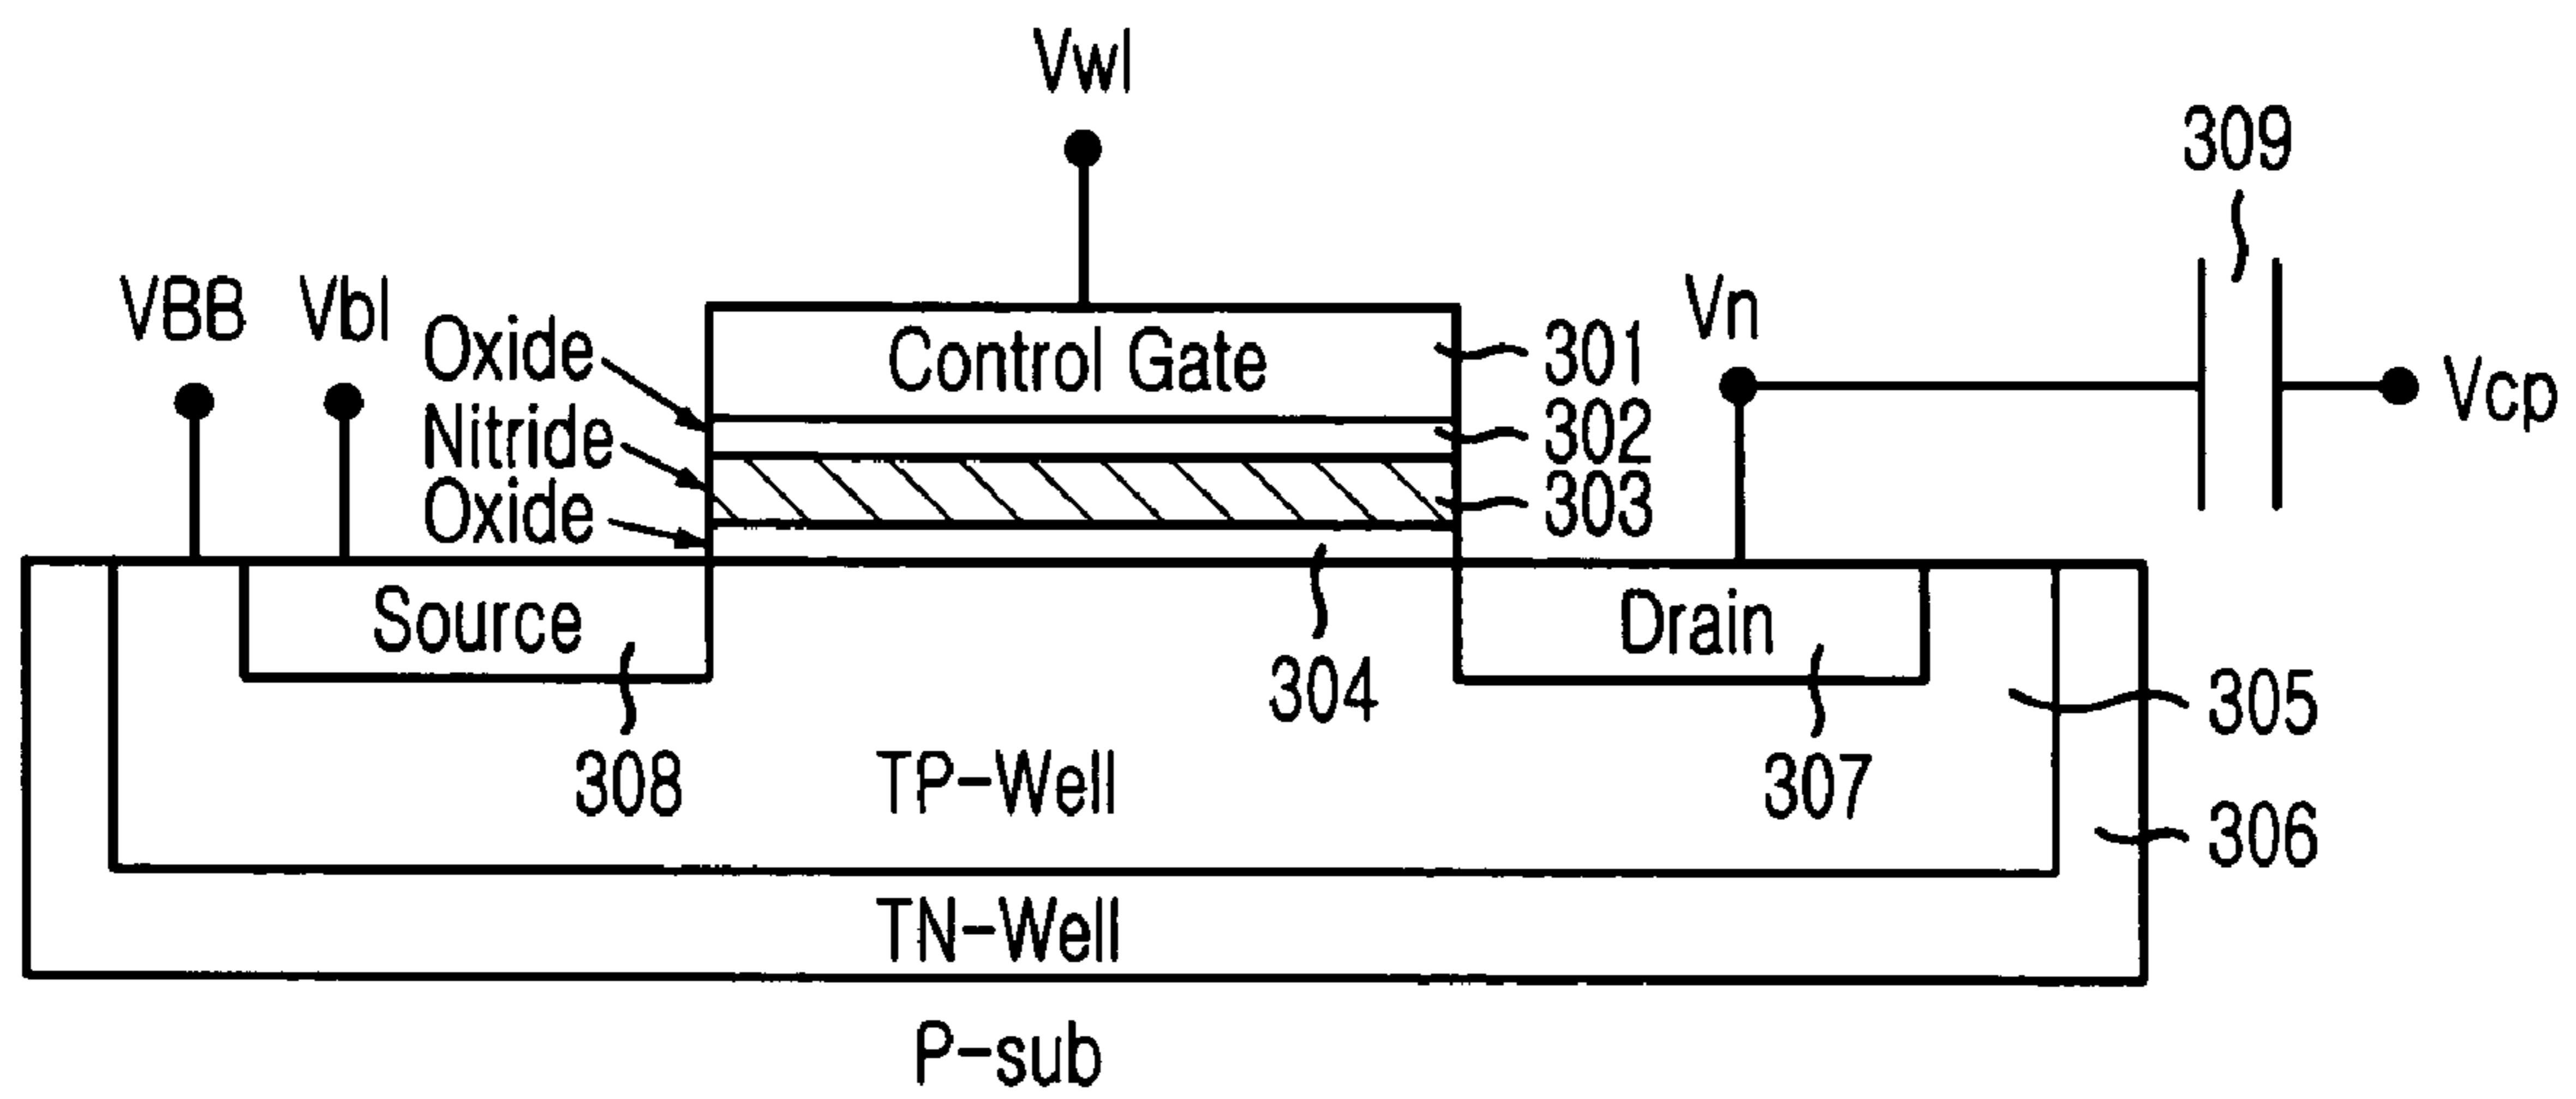 Vwl
309
VBB
Vbl
Oxide
Nitride
Oxide
Control Gate
301
302
303
Vn
Vcp
Source
304
Drain
305
308
TP-Well
307
306
TN-Well
P-sub